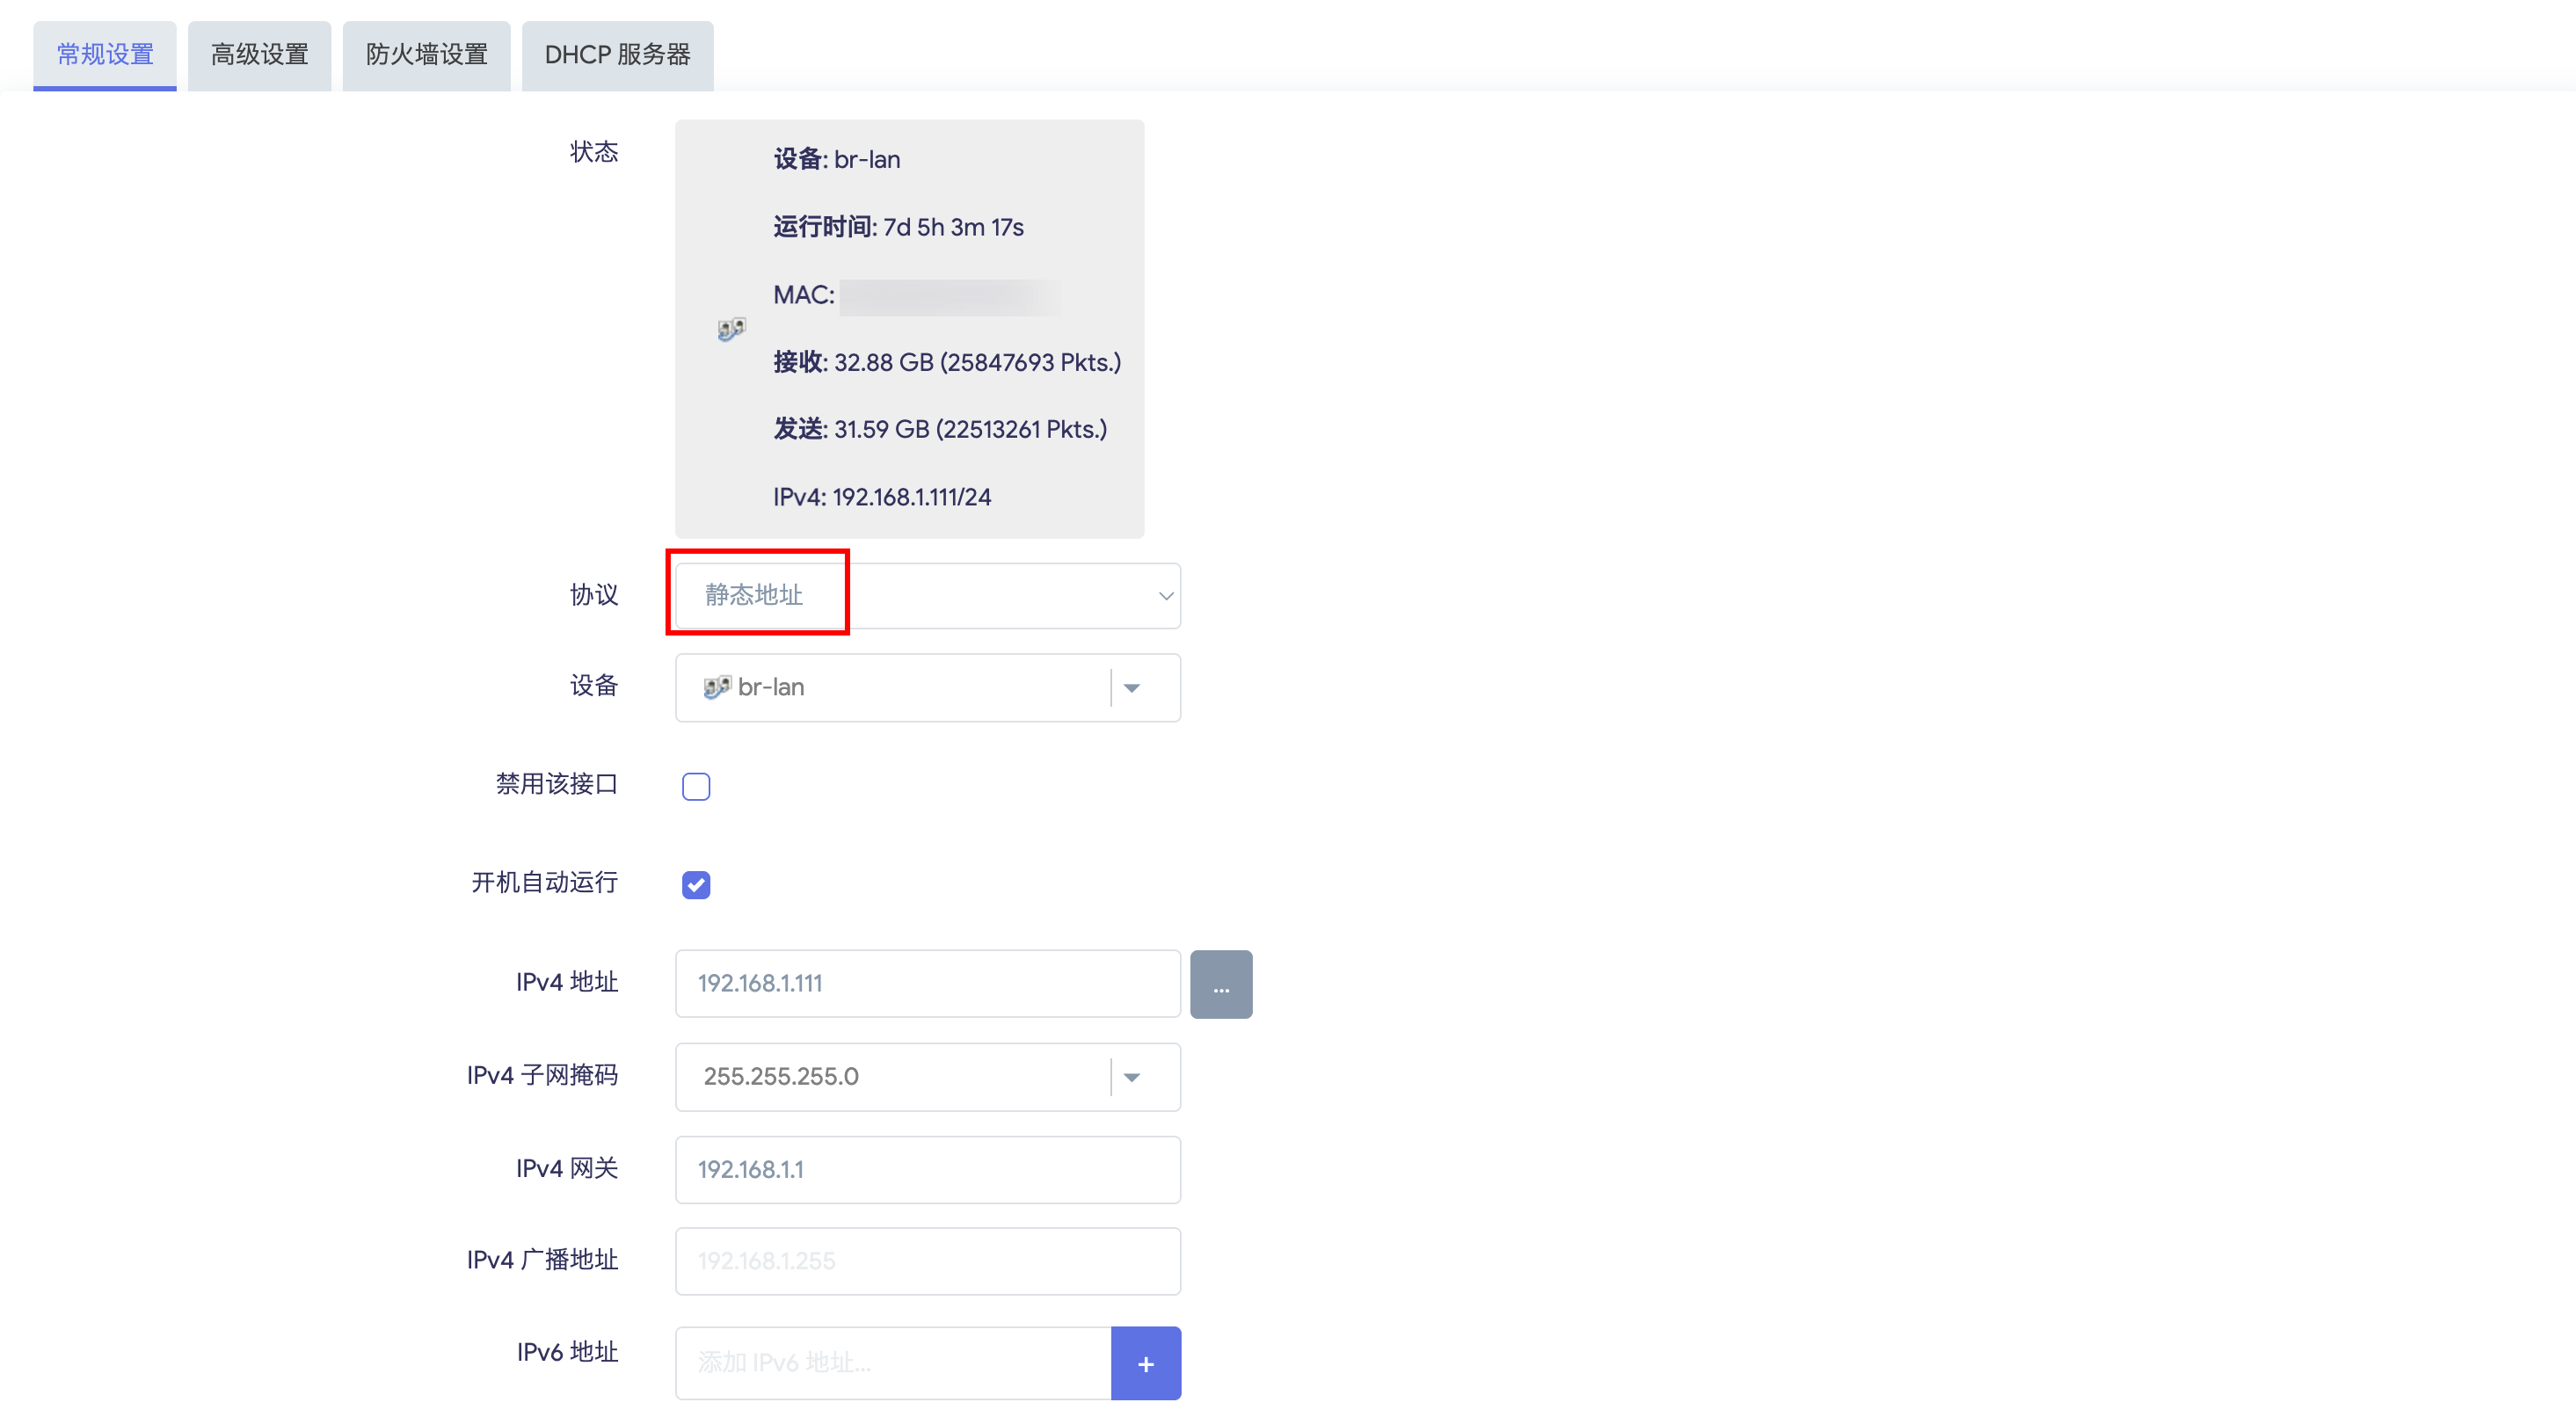 常规设置 高级设置 防火墙设置 DHCP 服务器
状态
设备: br-lan
运行时间: 7d 5h 3m 17s
MAC:
接收: 32.88 GB (25847693 Pkts.)
发送: 31.59 GB (22513261 Pkts.)
IPv4: 192.168.1.111/24
协议 静态地址
设备 br-lan
禁用该接口
开机自动运行
IPv4 地址 192.168.1.111 ...
IPv4 子网掩码 255.255.255.0
IPv4 网关 192.168.1.1
IPv4 广播地址 192.168.1.255
IPv6 地址 添加 IPv6 地址... +